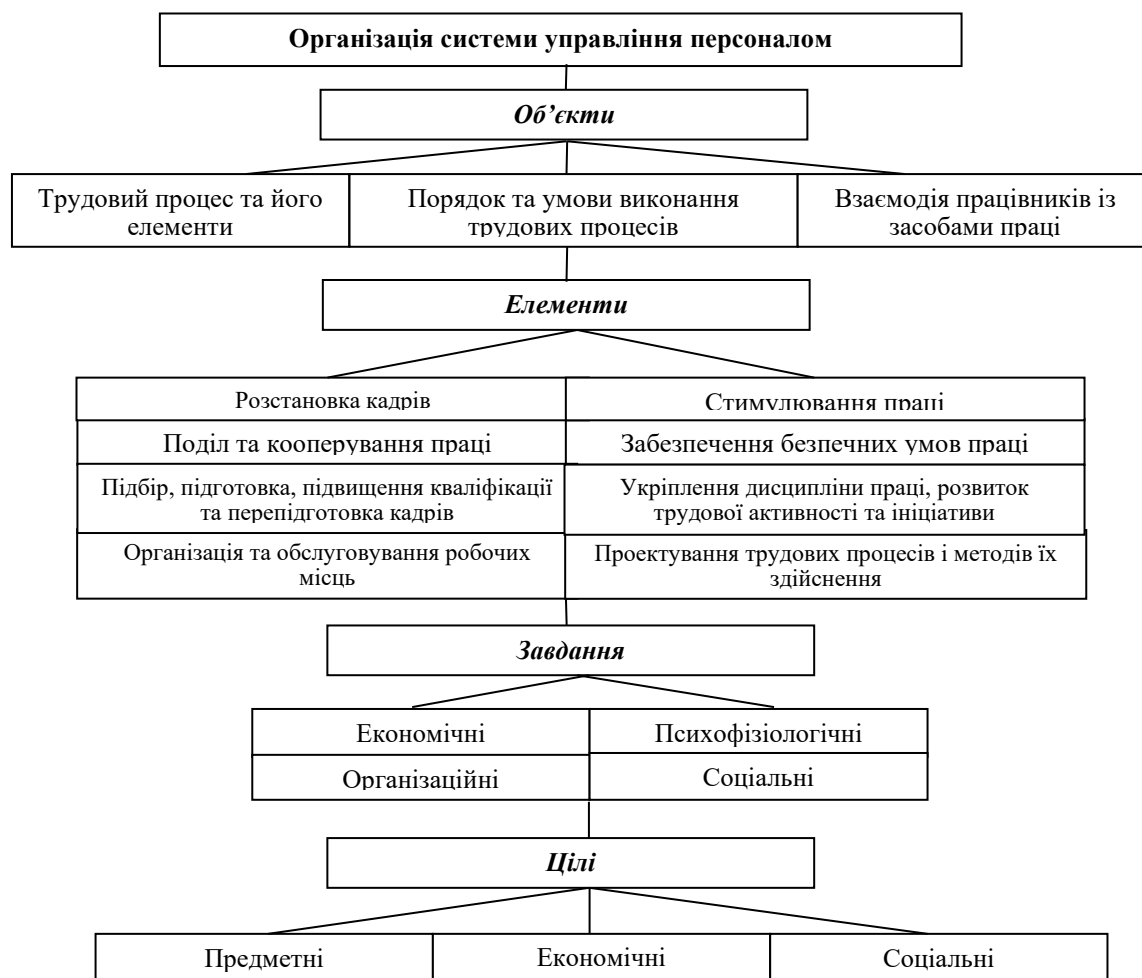 Організація системи управління персоналом
Об’єкти
Трудовий процес та його
елементи
Порядок та умови виконання
трудових процесів
Взаємодія працівників із
засобами праці
Елементи
Розстановка кадрів
Стимулювання праці
Поділ та кооперування праці
Забезпечення безпечних умов праці
Підбір, підготовка, підвищення кваліфікації
та перепідготовка кадрів
Укріплення дисципліни праці, розвиток
трудової активності та ініціативи
Організація та обслуговування робочих
місць
Проектування трудових процесів і методів їх
здійснення
Завдання
Економічні
Психофізіологічні
Організаційні
Соціальні
Цілі
Предметні
Економічні
Соціальні